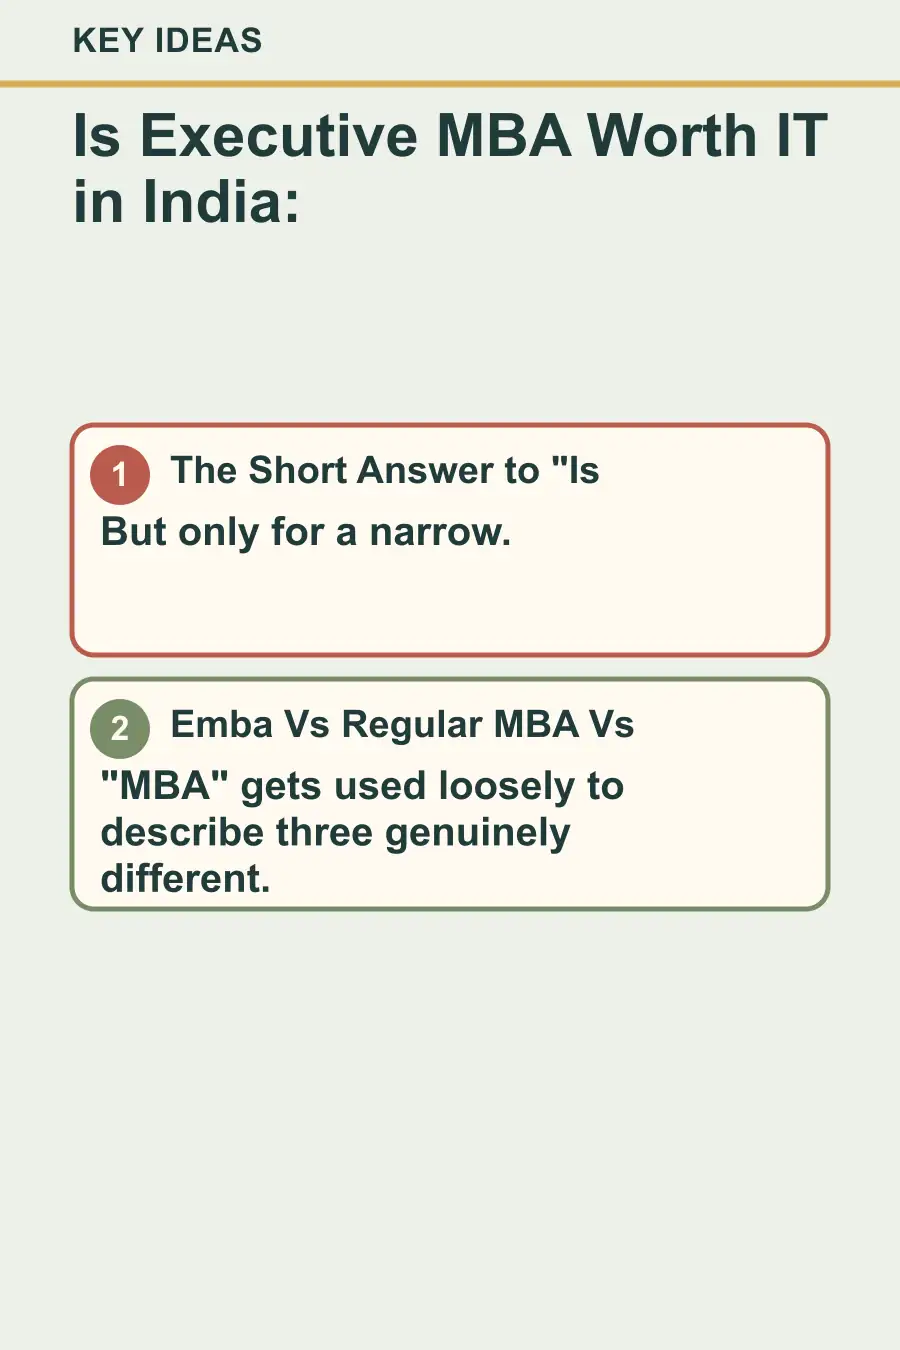 KEY IDEAS
Is Executive MBA Worth IT
in India:
1
The Short Answer to "Is
But only for a narrow.
2
Emba Vs Regular MBA Vs
"MBA" gets used loosely to
describe three genuinely
different.